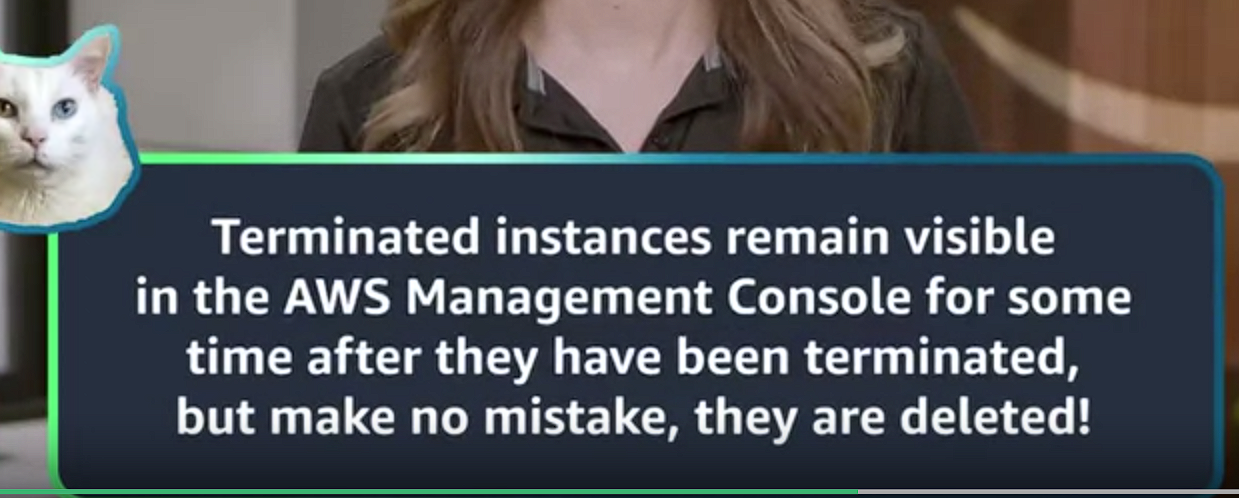 Terminated instances remain visible
in the AWS Management Console for some
time after they have been terminated,
but make no mistake, they are deleted!